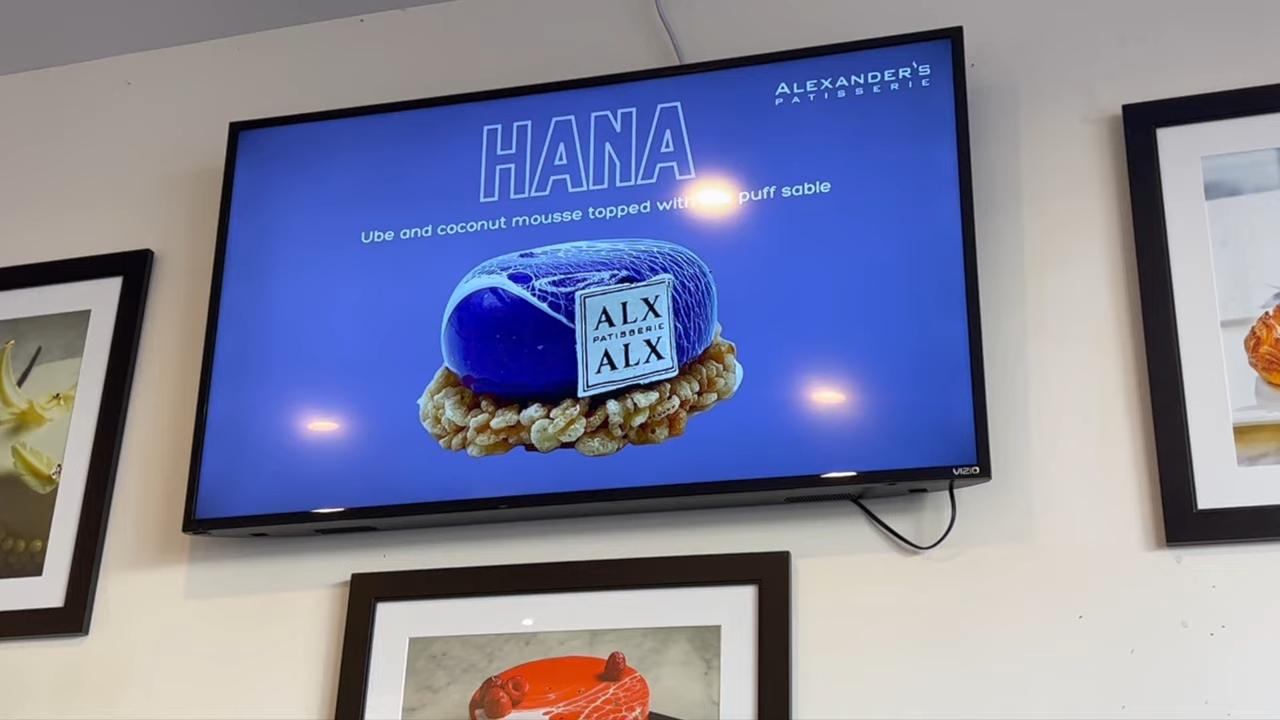 ALEXANDER'S
PATISSERIE
HANA
Ube and coconut mousse topped with puff sable
ALX
PATISSERIE
ALX
VIZIO